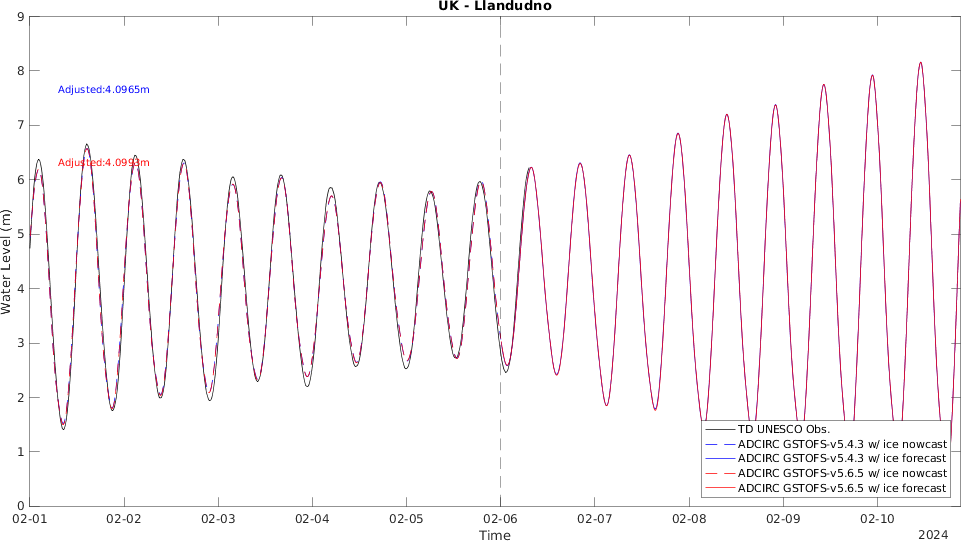 UK - Llandudno
9
8
7
6
5
4
3
2
1
0
Water Level (m)
Adjusted:4.0965m
Adjusted:4.0993m
TD UNESCO Obs.
ADCIRC GSTOFS-v5.4.3 w/ ice nowcast
ADCIRC GSTOFS-v5.4.3 w/ ice forecast
ADCIRC GSTOFS-v5.6.5 w/ ice nowcast
ADCIRC GSTOFS-v5.6.5 w/ ice forecast
02-01 02-02 02-03 02-04 02-05 02-06 02-07 02-08 02-09 02-10
Time
2024